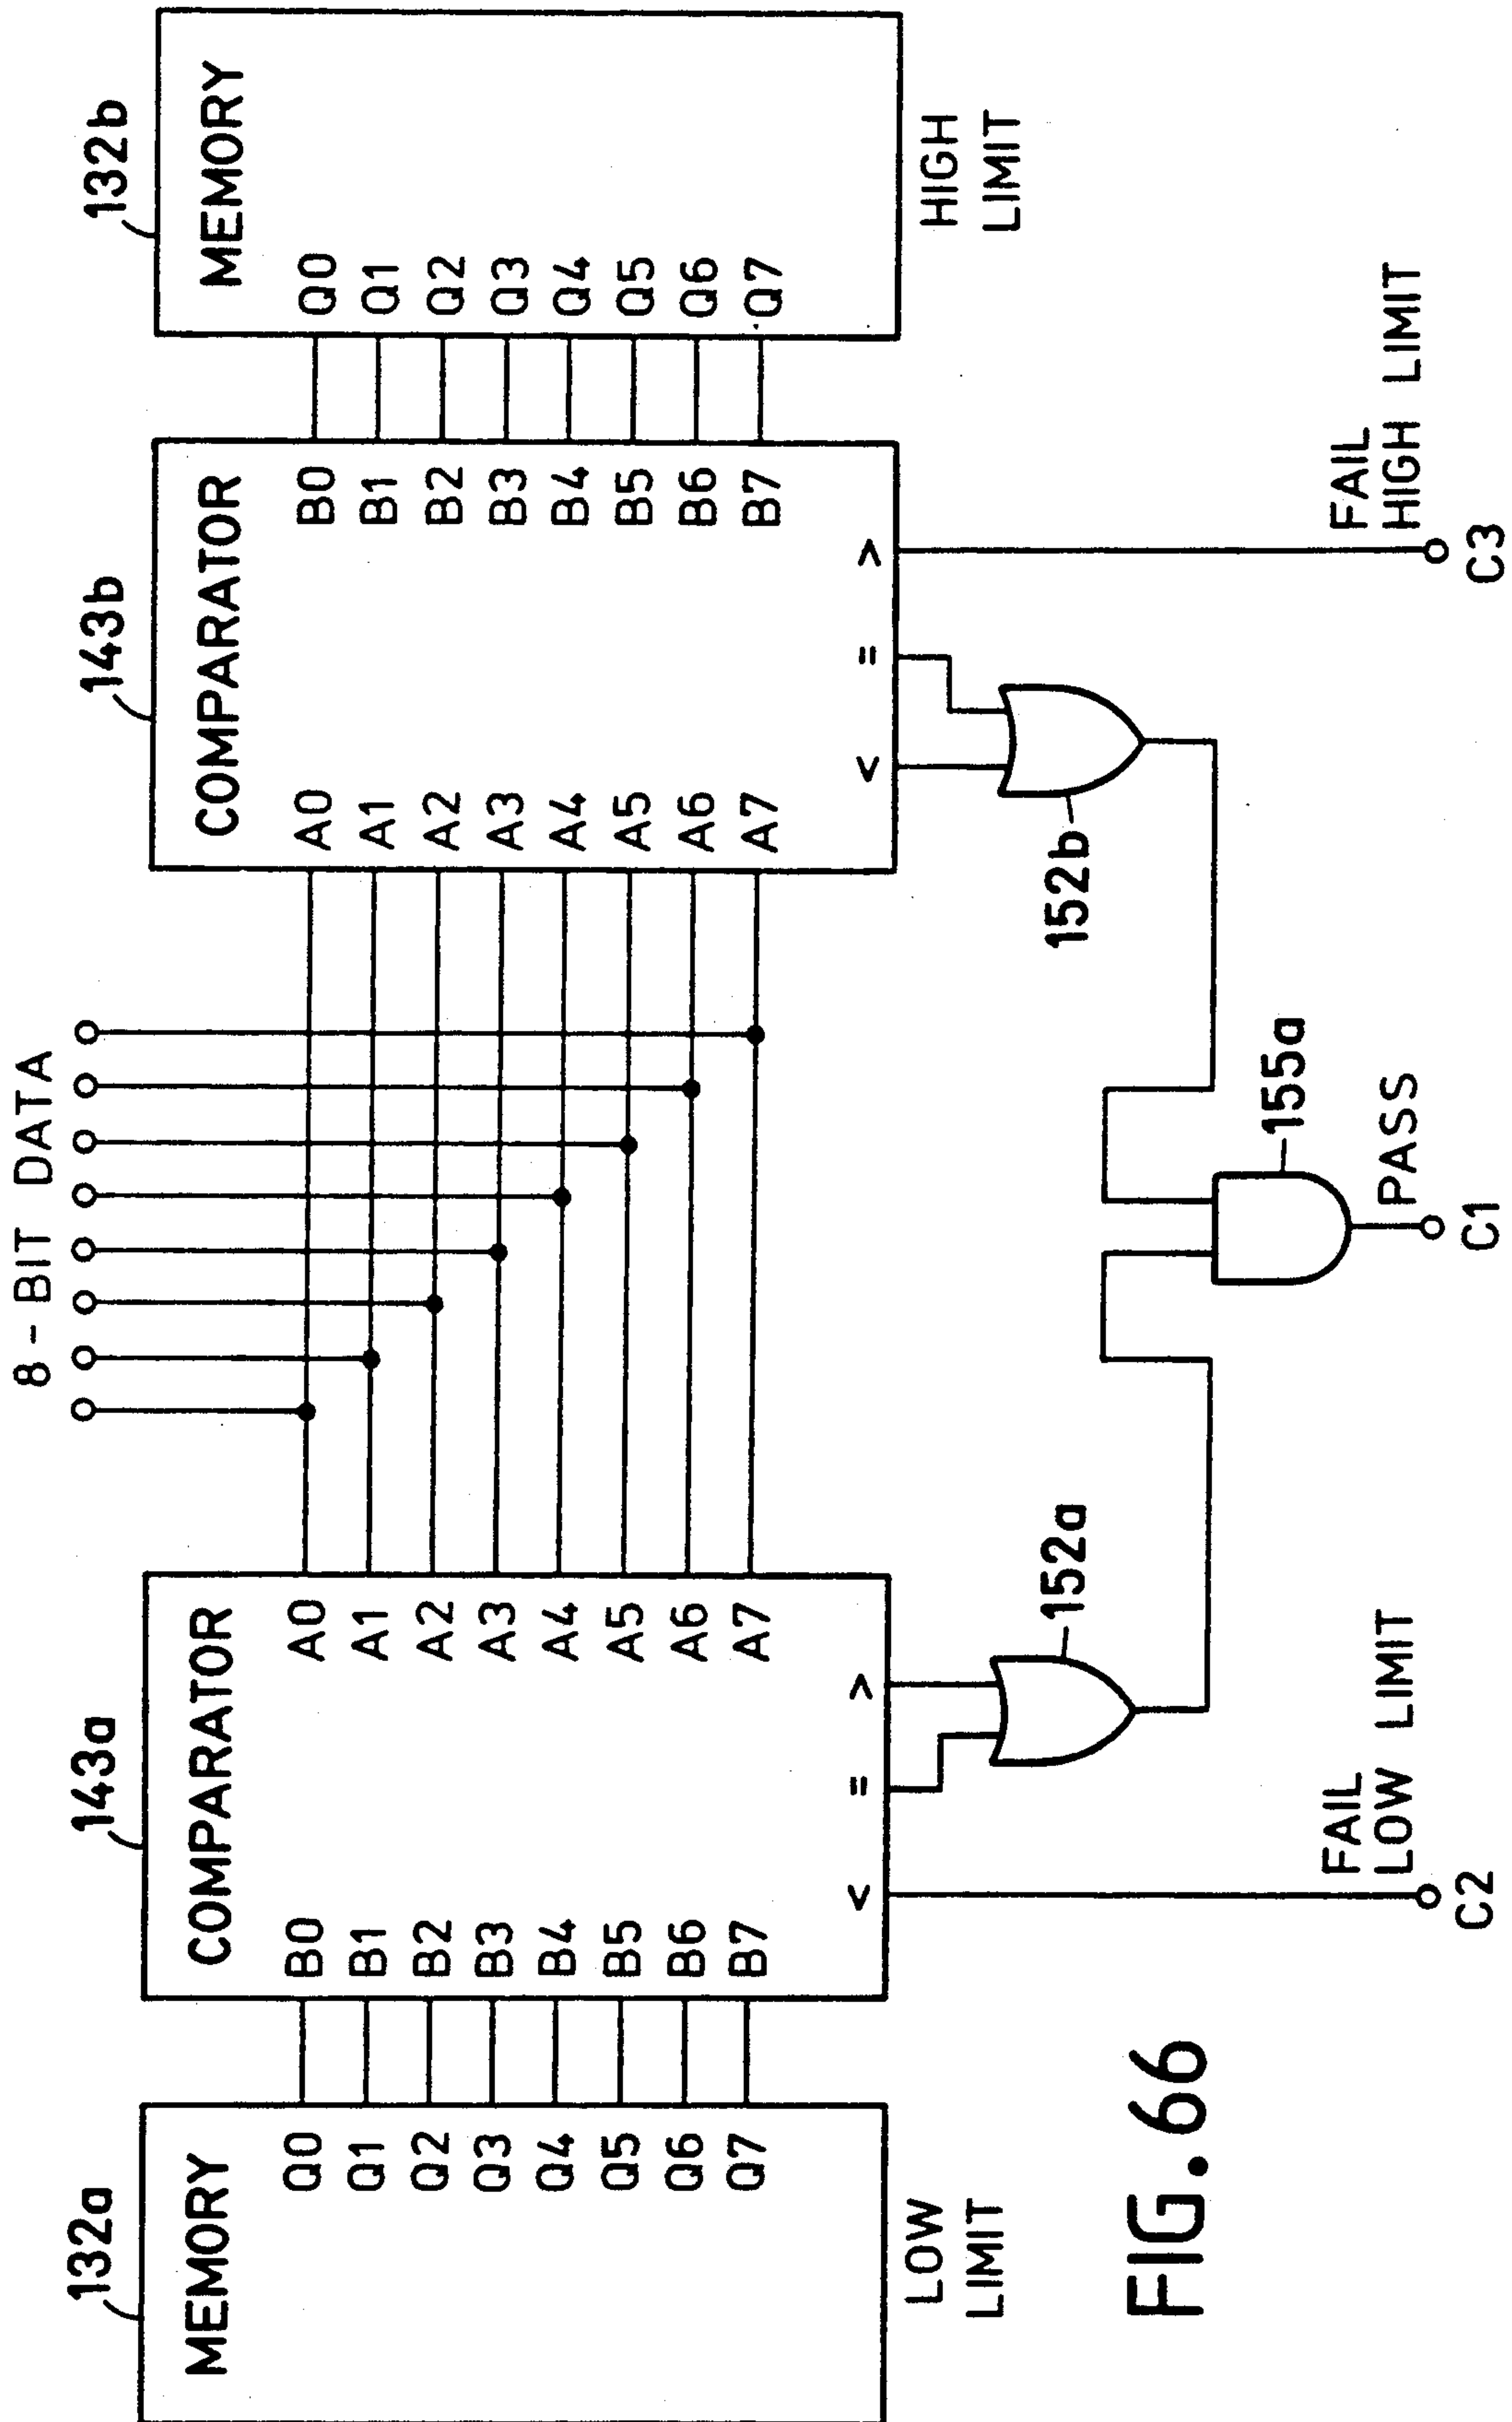 8-BIT DATA
132a
143a
143b
132b
MEMORY
COMPARATOR
COMPARATOR
MEMORY
Q0 B0 A0 A0 B0 Q0
Q1 B1 A1 A1 B1 Q1
Q2 B2 A2 A2 B2 Q2
Q3 B3 A3 A3 B3 Q3
Q4 B4 A4 A4 B4 Q4
Q5 B5 A5 A5 B5 Q5
Q6 B6 A6 A6 B6 Q6
Q7 B7 A7 A7 B7 Q7
< = >
< = >
LOW
LIMIT
HIGH
LIMIT
152a
152b
155a
FAIL
LOW LIMIT
C2
PASS
C1
FAIL
HIGH LIMIT
C3
FIG. 66